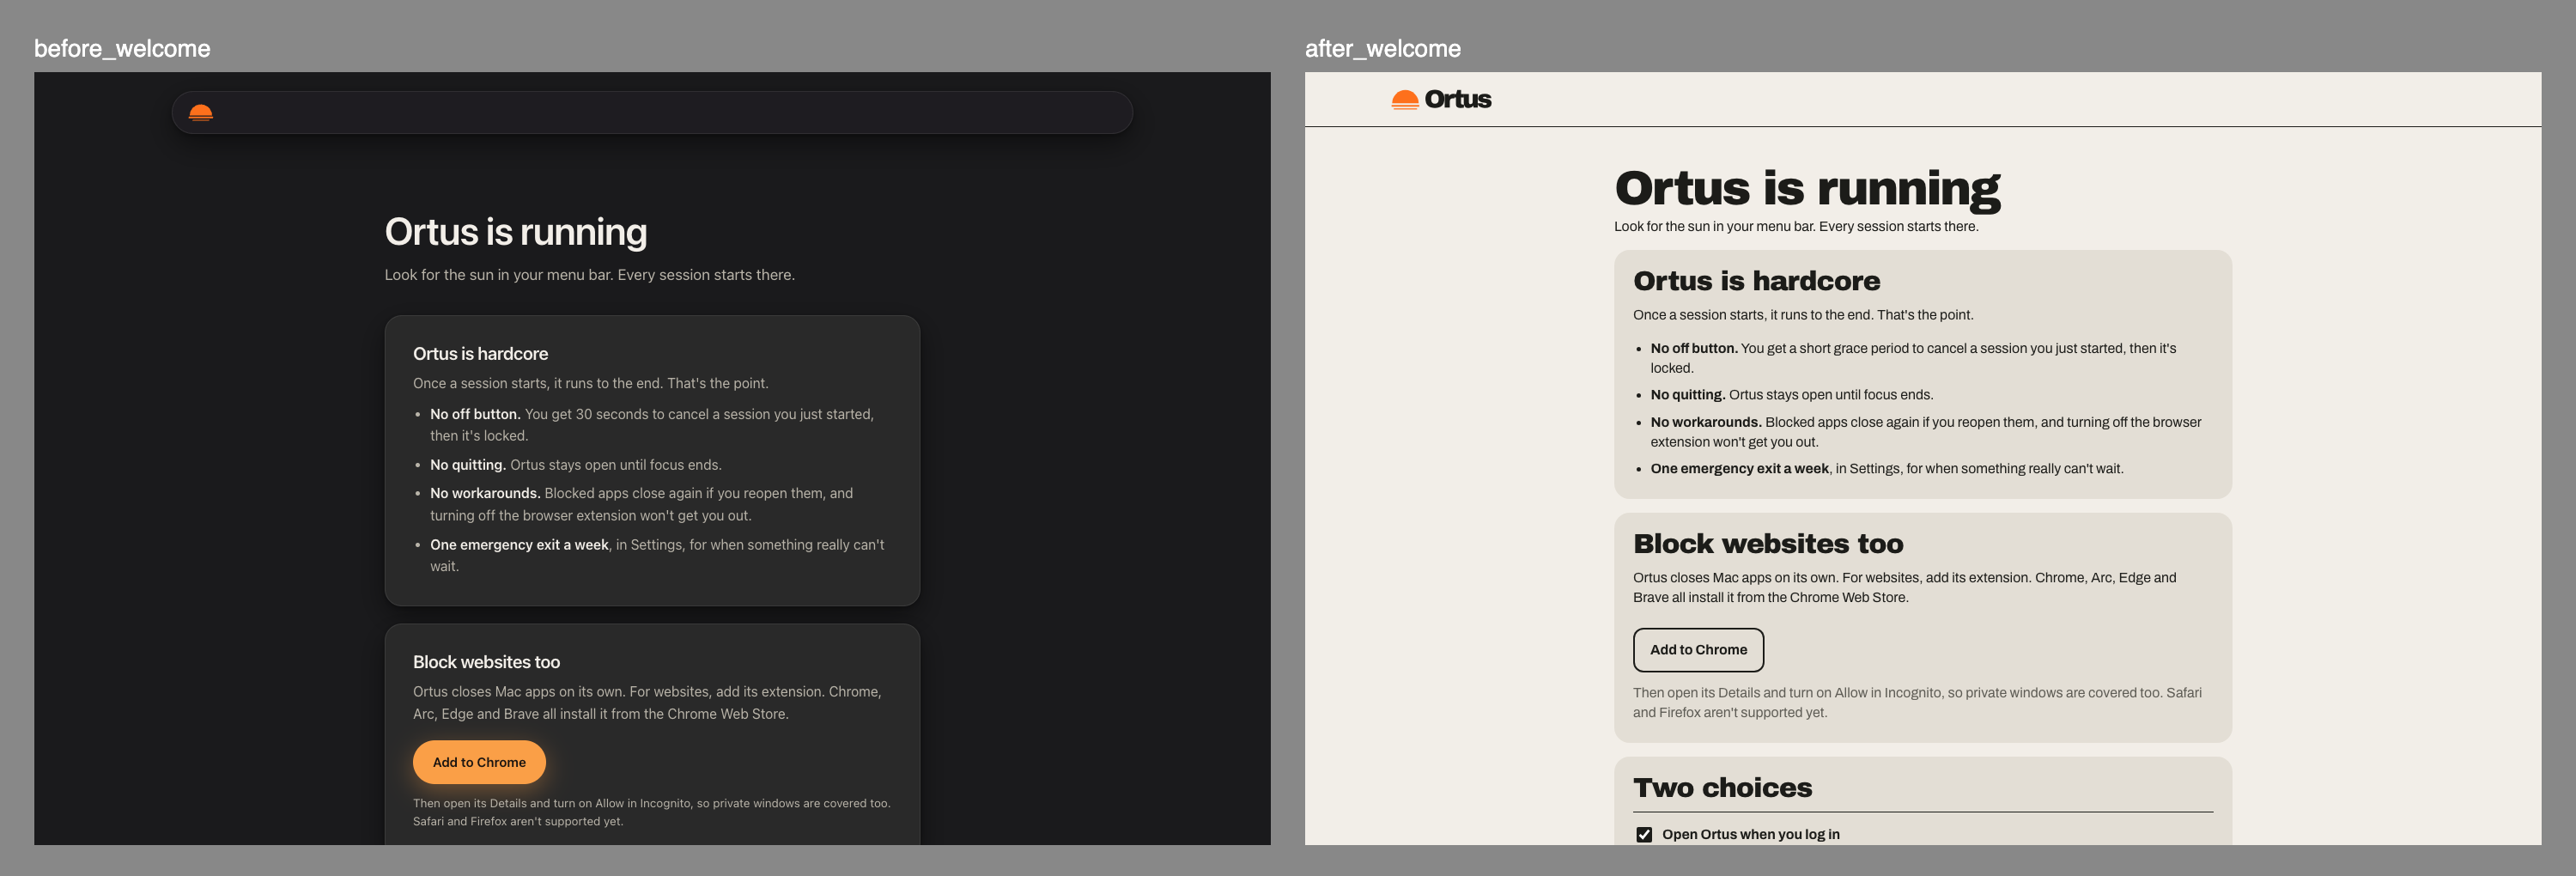 before_welcome
Ortus is running
Look for the sun in your menu bar. Every session starts there.
Ortus is hardcore
Once a session starts, it runs to the end. That's the point.
• No off button. You get 30 seconds to cancel a session you just started,
then it's locked.
• No quitting. Ortus stays open until focus ends.
• No workarounds. Blocked apps close again if you reopen them, and
turning off the browser extension won't get you out.
• One emergency exit a week, in Settings, for when something really can't
wait.
Block websites too
Ortus closes Mac apps on its own. For websites, add its extension. Chrome,
Arc, Edge and Brave all install it from the Chrome Web Store.
Add to Chrome
Then open its Details and turn on Allow in Incognito, so private windows are covered too.
Safari and Firefox aren't supported yet.
after_welcome
Ortus
Ortus is running
Look for the sun in your menu bar. Every session starts there.
Ortus is hardcore
Once a session starts, it runs to the end. That's the point.
• No off button. You get a short grace period to cancel a session you just started, then it's
locked.
• No quitting. Ortus stays open until focus ends.
• No workarounds. Blocked apps close again if you reopen them, and turning off the browser
extension won't get you out.
• One emergency exit a week, in Settings, for when something really can't wait.
Block websites too
Ortus closes Mac apps on its own. For websites, add its extension. Chrome, Arc, Edge and
Brave all install it from the Chrome Web Store.
Add to Chrome
Then open its Details and turn on Allow in Incognito, so private windows are covered too. Safari
and Firefox aren't supported yet.
Two choices
Open Ortus when you log in